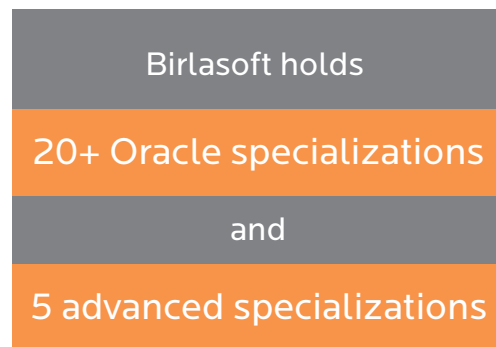 Birlasoft holds
20+ Oracle specializations
and
5 advanced specializations